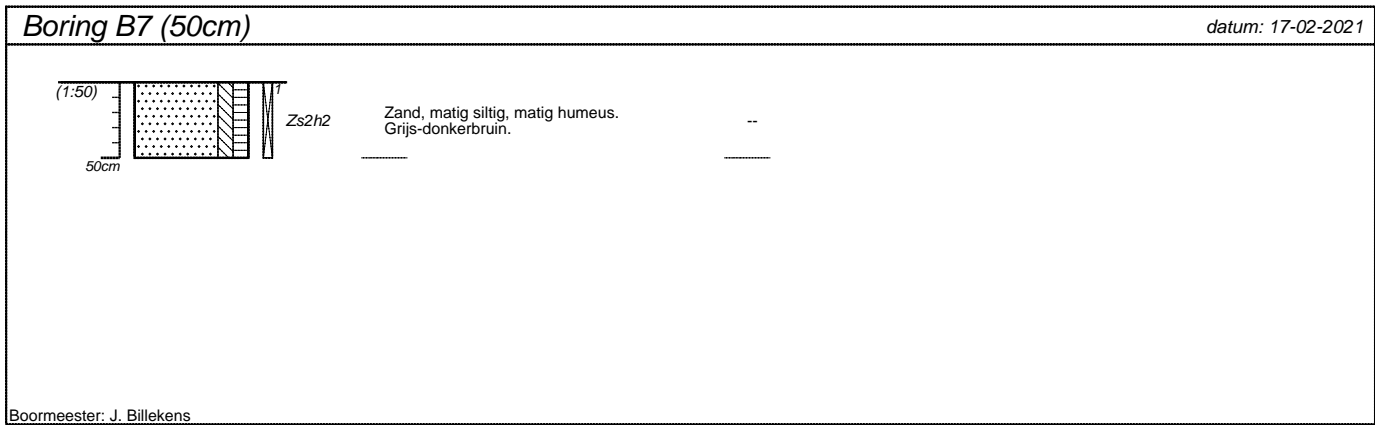 Boring B7 (50cm)
datum: 17-02-2021
(1:50)
1
Zs2h2
Zand, matig siltig, matig humeus.
Grijs-donkerbruin.
--
50cm
Boormeester: J. Billekens